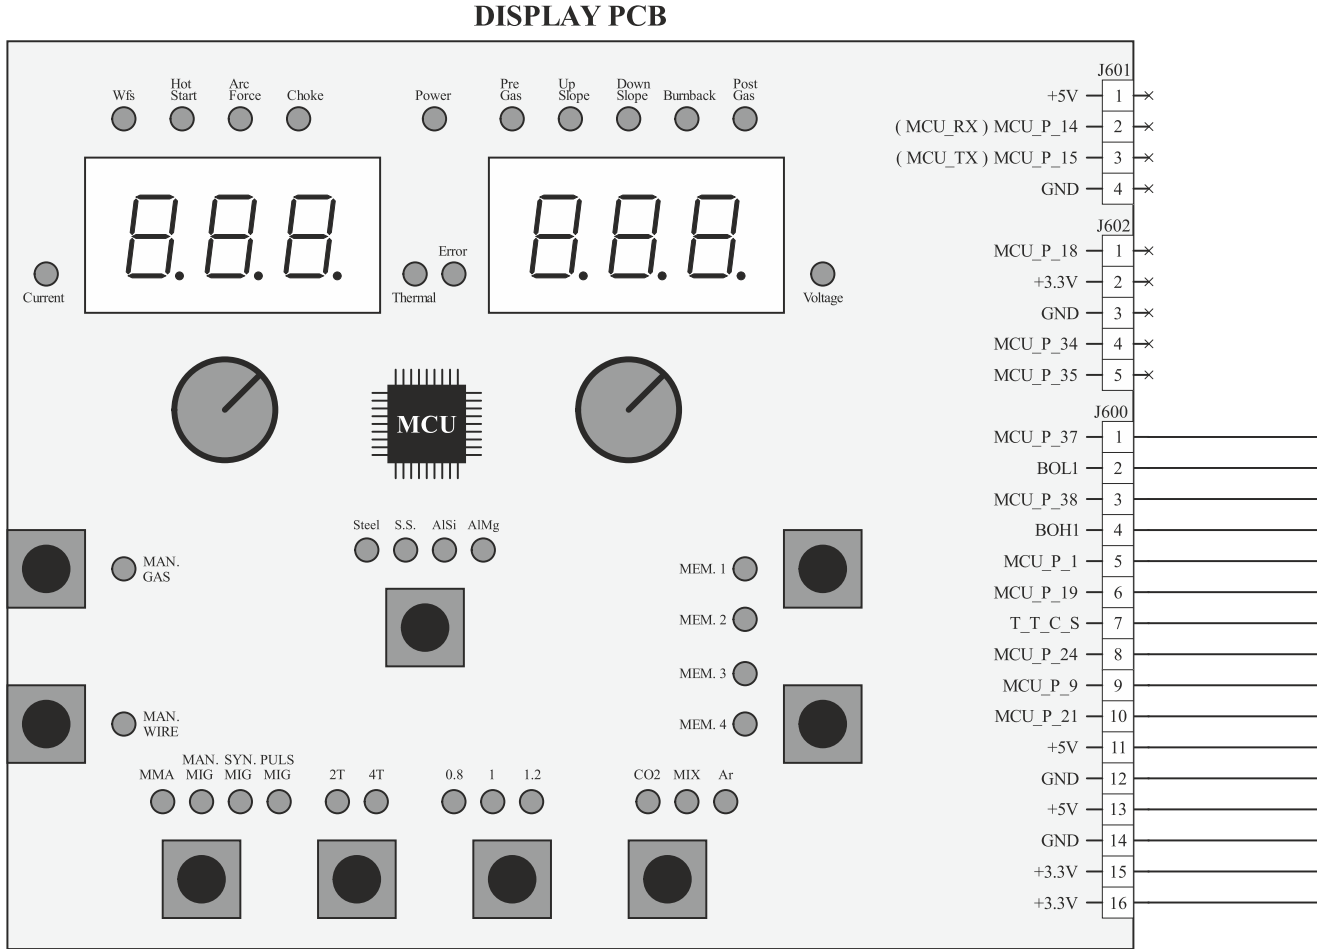 DISPLAY PCB
Wfs
Hot
Start
Arc
Force
Choke
Power
Pre
Gas
Up
Slope
Down
Slope
Burnback
Post
Gas
Current
Thermal
Error
Voltage
MCU
Steel
S.S.
AlSi
AlMg
MAN.
GAS
MAN.
WIRE
MEM. 1
MEM. 2
MEM. 3
MEM. 4
MMA
MAN.
MIG
SYN.
MIG
PULS
MIG
2T
4T
0.8
1
1.2
CO2
MIX
Ar
J601
+5V 1
( MCU_RX ) MCU_P_14 2
( MCU_TX ) MCU_P_15 3
GND 4
J602
MCU_P_18 1
+3.3V 2
GND 3
MCU_P_34 4
MCU_P_35 5
J600
MCU_P_37 1
BOL1 2
MCU_P_38 3
BOH1 4
MCU_P_1 5
MCU_P_19 6
T_T_C_S 7
MCU_P_24 8
MCU_P_9 9
MCU_P_21 10
+5V 11
GND 12
+5V 13
GND 14
+3.3V 15
+3.3V 16